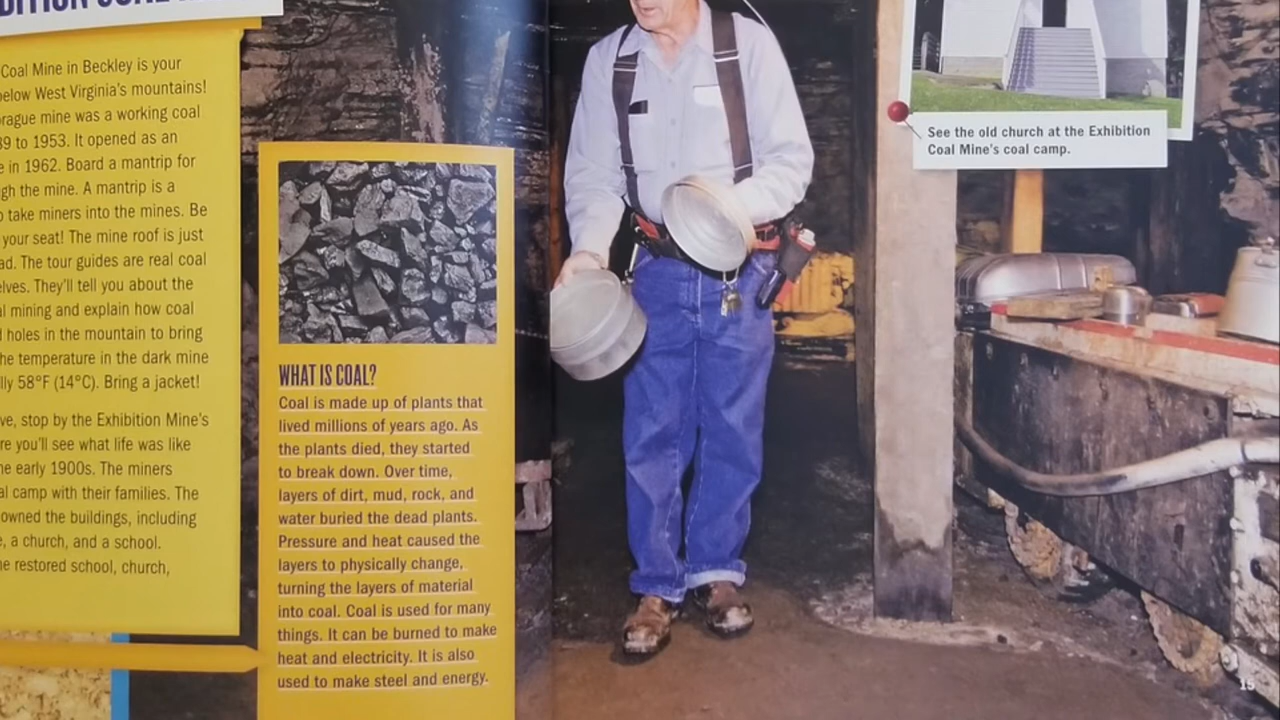 Coal Mine in Beckley is your
below West Virginia's mountains!
prague mine was a working coal
39 to 1953. It opened as an
e in 1962. Board a mantrip for
gh the mine. A mantrip is a
o take miners into the mines. Be
your seat! The mine roof is just
ad. The tour guides are real coal
elves. They'll tell you about the
al mining and explain how coal
d holes in the mountain to bring
he temperature in the dark mine
lly 58°F (14°C). Bring a jacket!
ve, stop by the Exhibition Mine's
re you'll see what life was like
he early 1900s. The miners
al camp with their families. The
owned the buildings, including
e, a church, and a school.
he restored school, church,
WHAT IS COAL?
Coal is made up of plants that
lived millions of years ago. As
the plants died, they started
to break down. Over time,
layers of dirt, mud, rock, and
water buried the dead plants.
Pressure and heat caused the
layers to physically change,
turning the layers of material
into coal. Coal is used for many
things. It can be burned to make
heat and electricity. It is also
used to make steel and energy.
See the old church at the Exhibition
Coal Mine's coal camp.
15